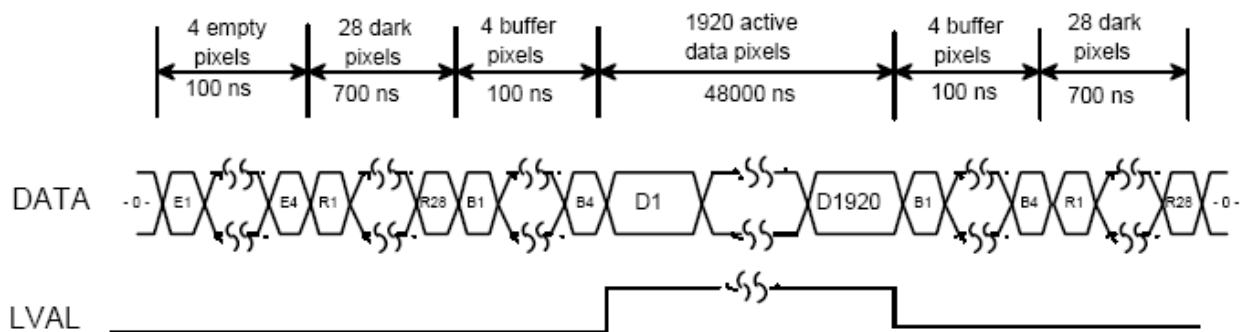 4 empty pixels
28 dark pixels
4 buffer pixels
1920 active data pixels
4 buffer pixels
28 dark pixels
100 ns
700 ns
100 ns
48000 ns
100 ns
700 ns
DATA
- 0 - E1 E4 R1 R28 B1 B4 D1 D1920 B1 B4 R1 R28 - 0 -
LVAL